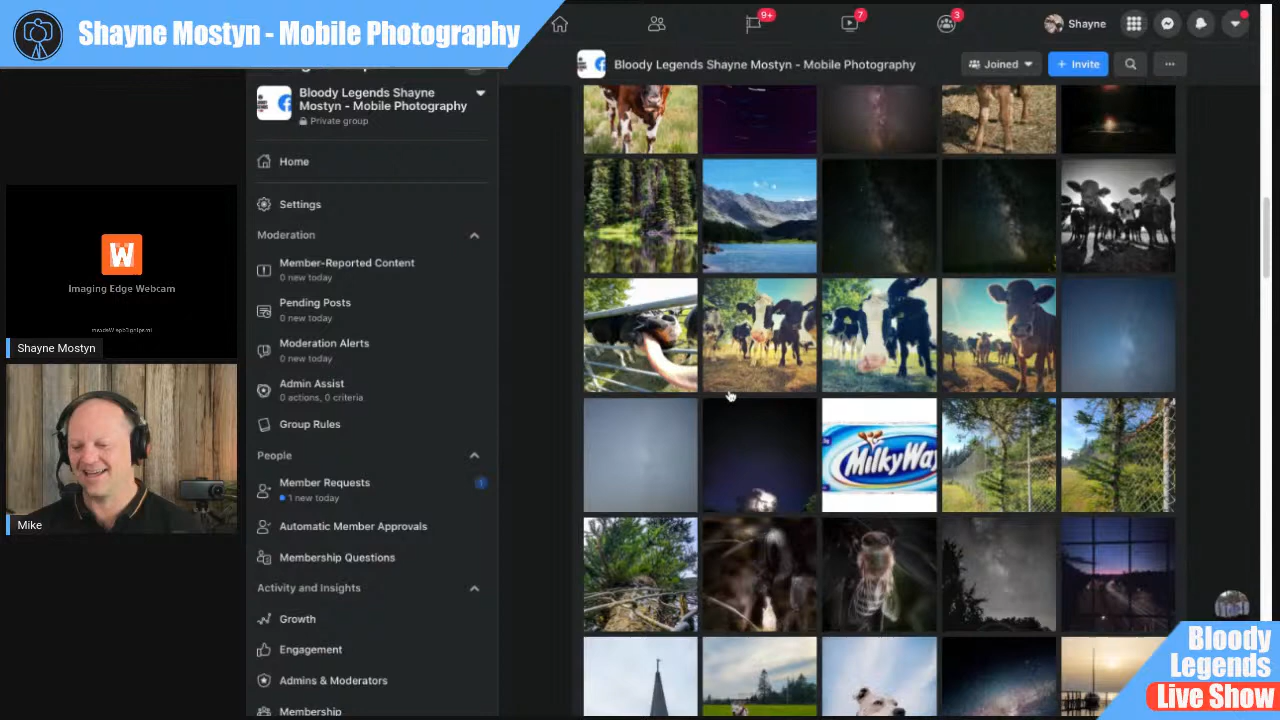 Shayne Mostyn - Mobile Photography
9+
7
3
Shayne
Bloody Legends Shayne Mostyn - Mobile Photography
Joined
+ Invite
Bloody Legends Shayne
Mostyn - Mobile Photography
Private group
Home
Settings
Moderation
Member-Reported Content
0 new today
Pending Posts
0 new today
Moderation Alerts
0 new today
Admin Assist
0 actions, 0 criteria
Group Rules
People
Member Requests
1
1 new today
Automatic Member Approvals
Membership Questions
Activity and Insights
Growth
Engagement
Admins & Moderators
Membership
W
Imaging Edge Webcam
Shayne Mostyn
Mike
MilkyWay
Bloody
Legends
Live Show